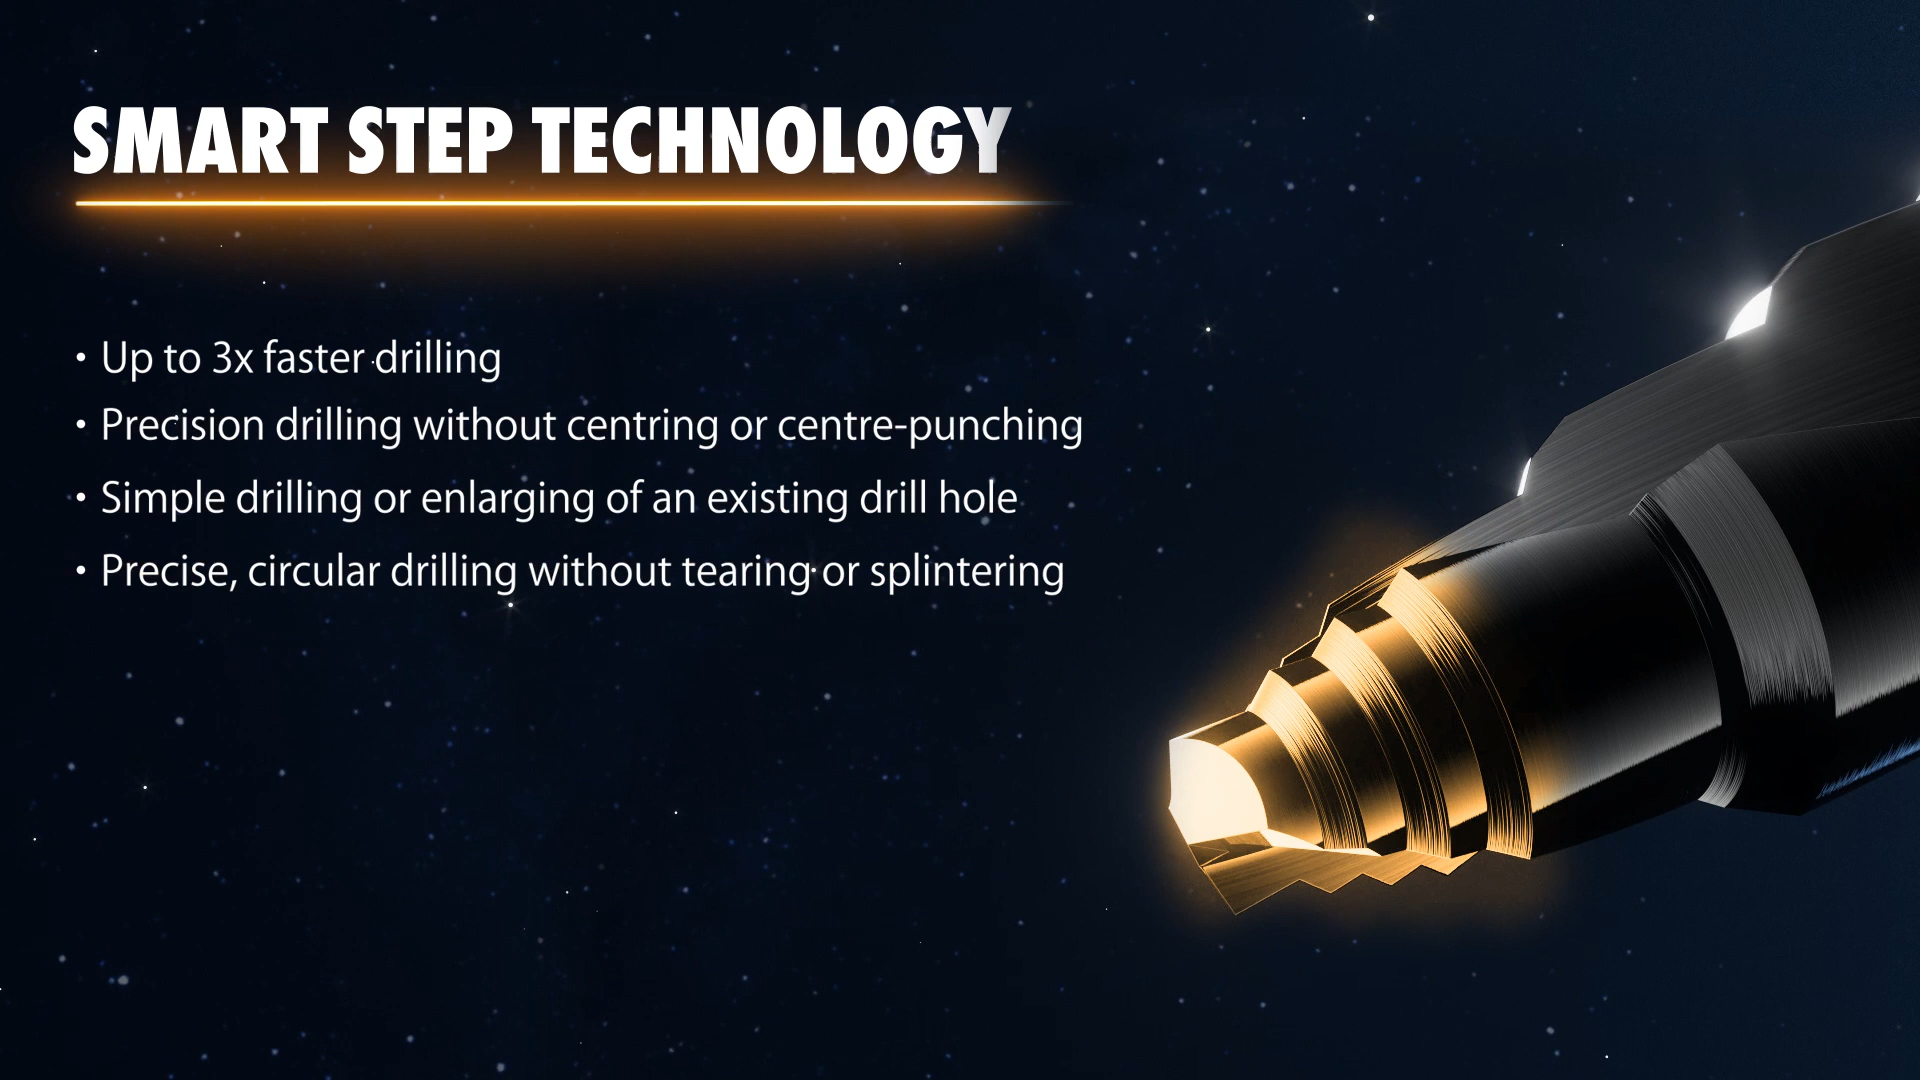 SMART STEP TECHNOLOGY
• Up to 3x faster drilling
• Precision drilling without centring or centre-punching
• Simple drilling or enlarging of an existing drill hole
• Precise, circular drilling without tearing or splintering